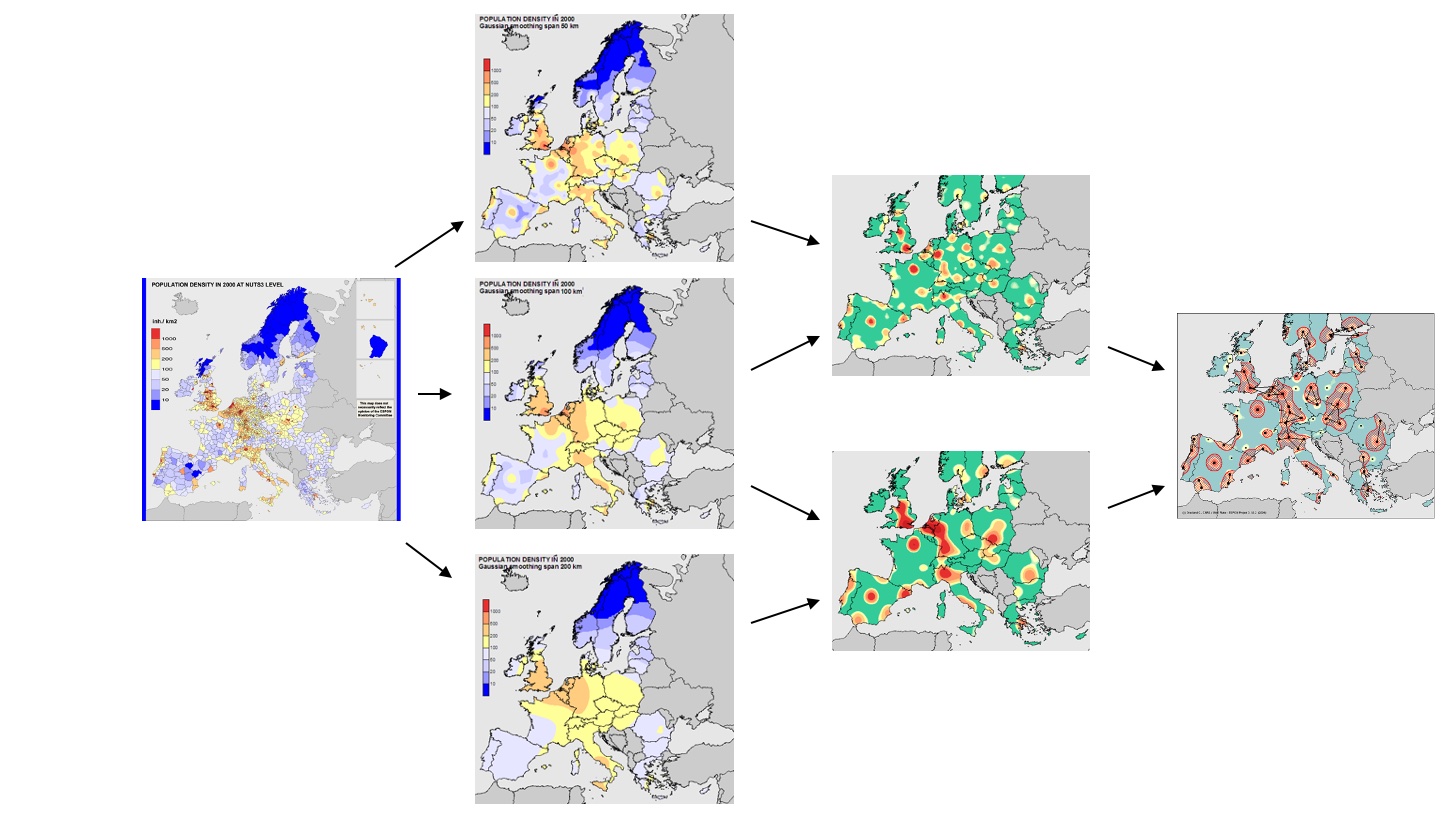 POPULATION DENSITY IN 2000
Gaussian smoothing span 50 km
1000
500
200
100
50
20
10
POPULATION DENSITY IN 2000 AT NUTS3 LEVEL
inh./ km2
1000
500
200
100
50
20
10
This map does not
necessarily reflect the
opinion of the ESPON
Monitoring Committee
POPULATION DENSITY IN 2000
Gaussian smoothing span 100 km
1000
500
200
100
50
20
10
POPULATION DENSITY IN 2000
Gaussian smoothing span 200 km
1000
500
200
100
50
20
10